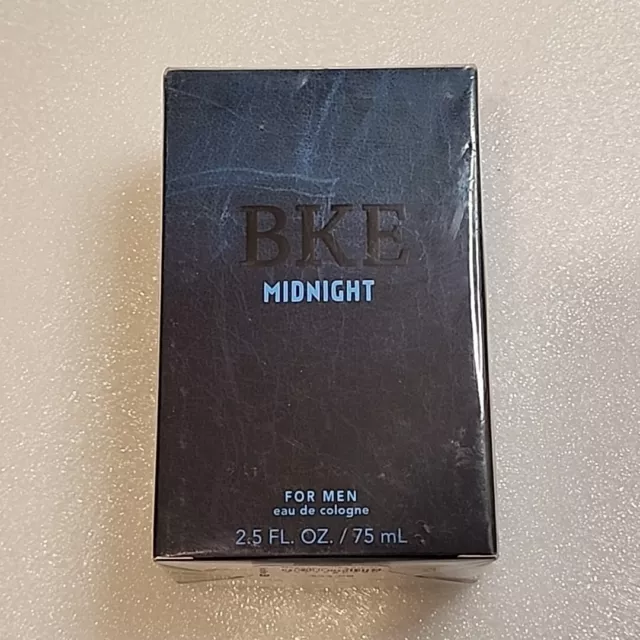 BKE
MIDNIGHT
FOR MEN
eau de cologne
2.5 FL. OZ. / 75 mL